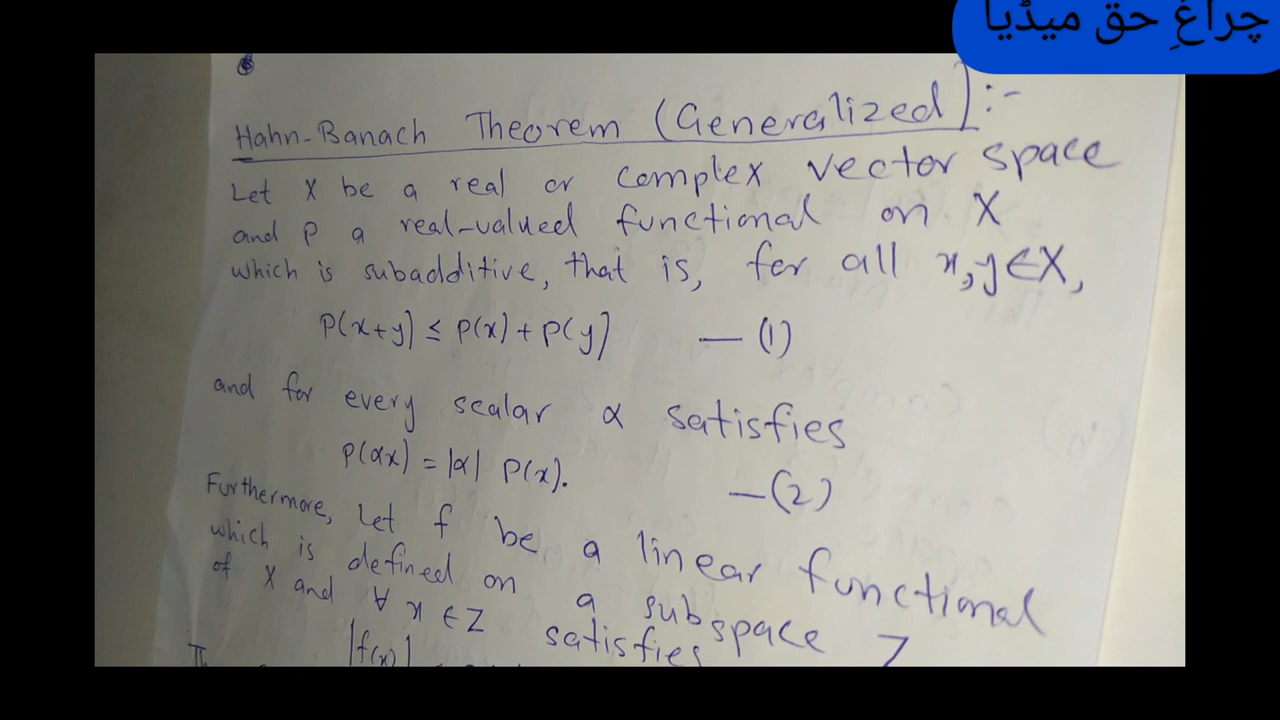 چراغِ حق میڈیا
Hahn-Banach Theorem (Generalized):-
Let X be a real or complex vector space
and P a real-valued functional on X
which is subadditive, that is, for all x,y∈X,
P(x+y) ≤ P(x) + P(y) — (1)
and for every scalar α satisfies
P(αx) = |α| P(x). — (2)
Furthermore, Let f be a linear functional
which is defined on a subspace Z
of X and ∀ x ∈ Z satisfies
|f(x)|